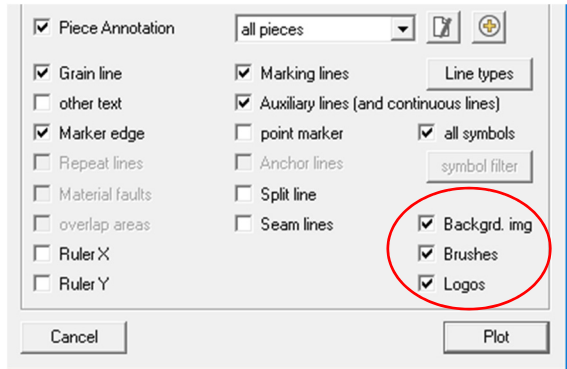 Piece Annotation all pieces
Grain line Marking lines Line types
other text Auxiliary lines (and continuous lines)
Marker edge point marker all symbols
Repeat lines Anchor lines symbol filter
Material faults Split line
overlap areas Seam lines Backgrd. img
Ruler X Brushes
Ruler Y Logos
Cancel Plot